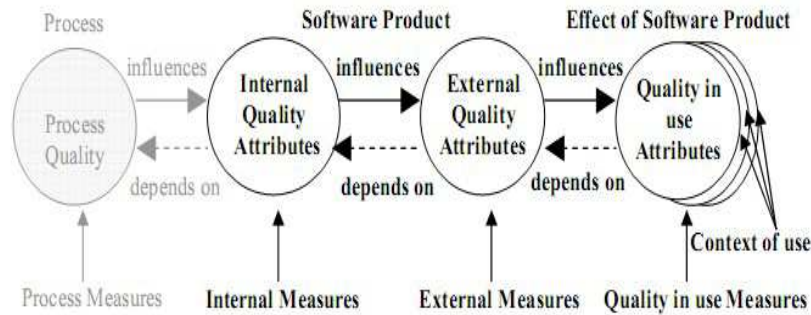 Process
Software Product
Effect of Software Product
influences
influences
influences
Process
Quality
Internal
Quality
Attributes
External
Quality
Attributes
Quality in
use
Attributes
depends on
depends on
depends on
Context of use
Process Measures
Internal Measures
External Measures
Quality in use Measures